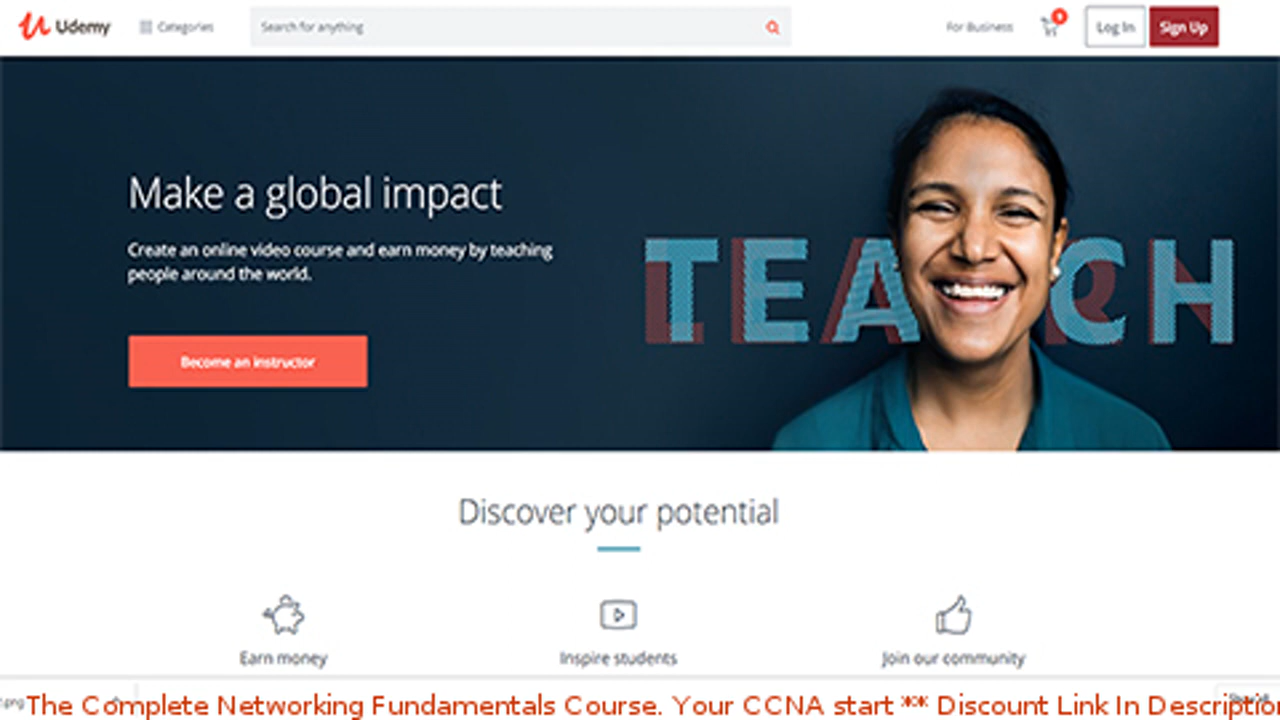 Udemy
Categories
Search for anything
For Business
Log In
Sign Up
Make a global impact
Create an online video course and earn money by teaching
people around the world.
Become an instructor
TEACH
Discover your potential
Earn money
Inspire students
Join our community
The Complete Networking Fundamentals Course. Your CCNA start ** Discount Link In Descriptio